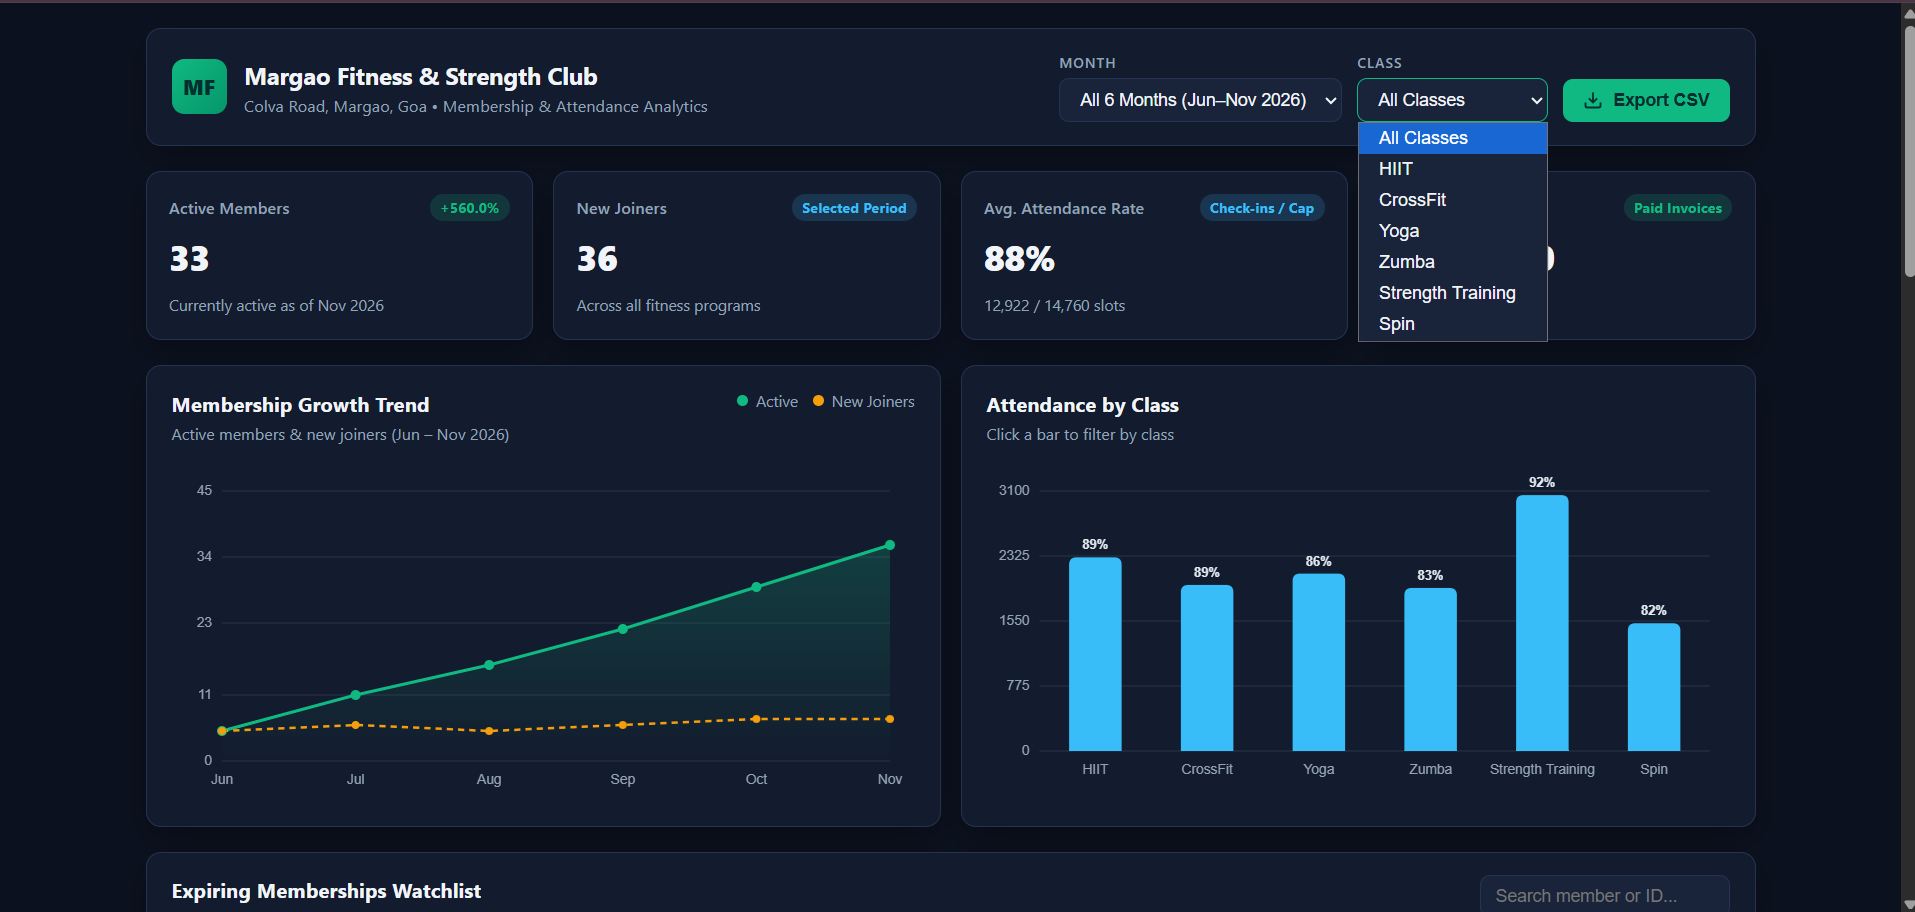 MF
Margao Fitness & Strength Club
Colva Road, Margao, Goa • Membership & Attendance Analytics
MONTH
All 6 Months (Jun–Nov 2026)
CLASS
All Classes
Export CSV
All Classes
HIIT
CrossFit
Yoga
Zumba
Strength Training
Spin
Active Members
+560.0%
33
Currently active as of Nov 2026
New Joiners
Selected Period
36
Across all fitness programs
Avg. Attendance Rate
Check-ins / Cap
88%
12,922 / 14,760 slots
Paid Invoices
Membership Growth Trend
Active members & new joiners (Jun – Nov 2026)
Active
New Joiners
45
34
23
11
0
Jun
Jul
Aug
Sep
Oct
Nov
Attendance by Class
Click a bar to filter by class
3100
2325
1550
775
0
89%
89%
86%
83%
92%
82%
HIIT
CrossFit
Yoga
Zumba
Strength Training
Spin
Expiring Memberships Watchlist
Search member or ID...